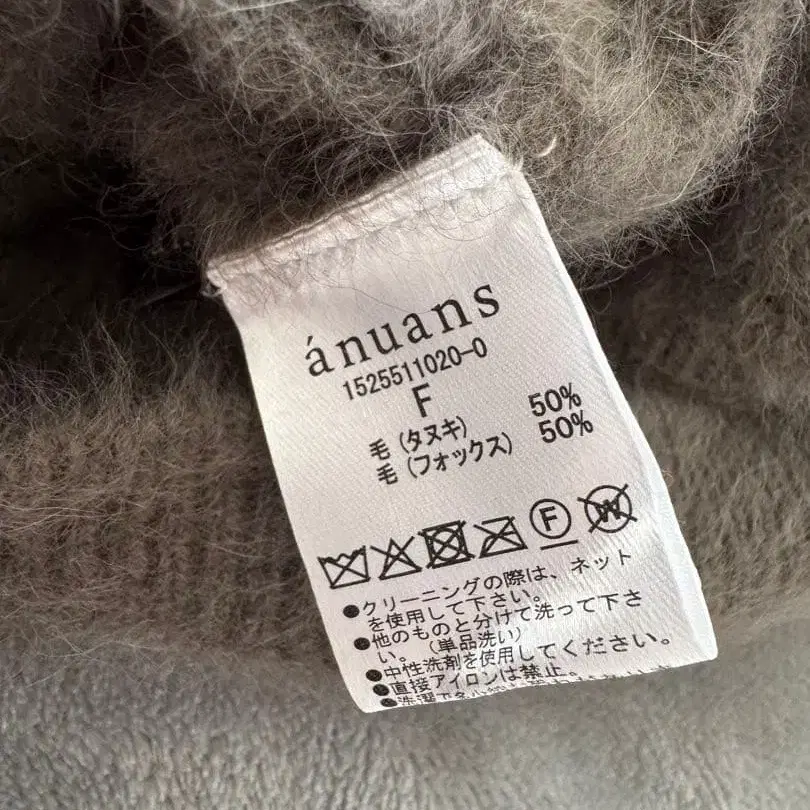 ánuans
1525511020-0
F
毛(タヌキ) 50%
毛(フォックス) 50%
F W
●クリーニングの際は、ネット
を使用して下さい。
●他のものと分けて洗って下さ
い。(単品洗い)
●中性洗剤を使用してください。
●直接アイロンは禁止。